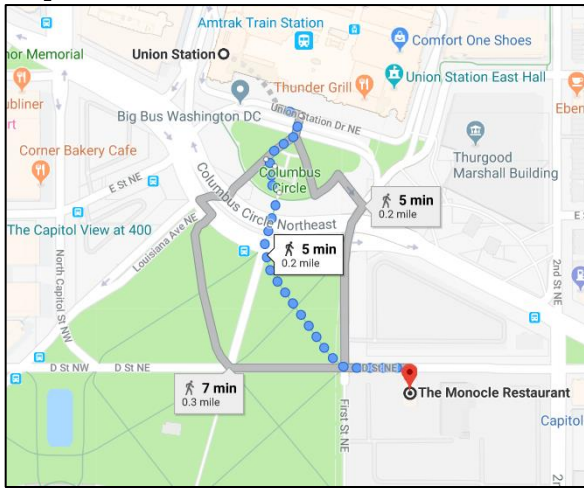 Amtrak Train
Station
Comfort One Shoes
nor Memorial
Union Station
Thunder Grill
Union Station East Hall
ubliner
Big Bus Washington DC
Union Station Dr NE
Eber
Corner Bakery Cafe
Thurgood
Marshall Building
E St NE
Columbus
Circle
5 min
0.2 mile
The Capitol View at 400
Louisiana Ave NE
Columbus Circle Northeast
5 min
0.2 mile
E S
North Capitol St NW
2nd St NE
D St NW
D St NE
D St NE
7 min
0.3 mile
First St NE
The Monocle Restaurant
Capitol